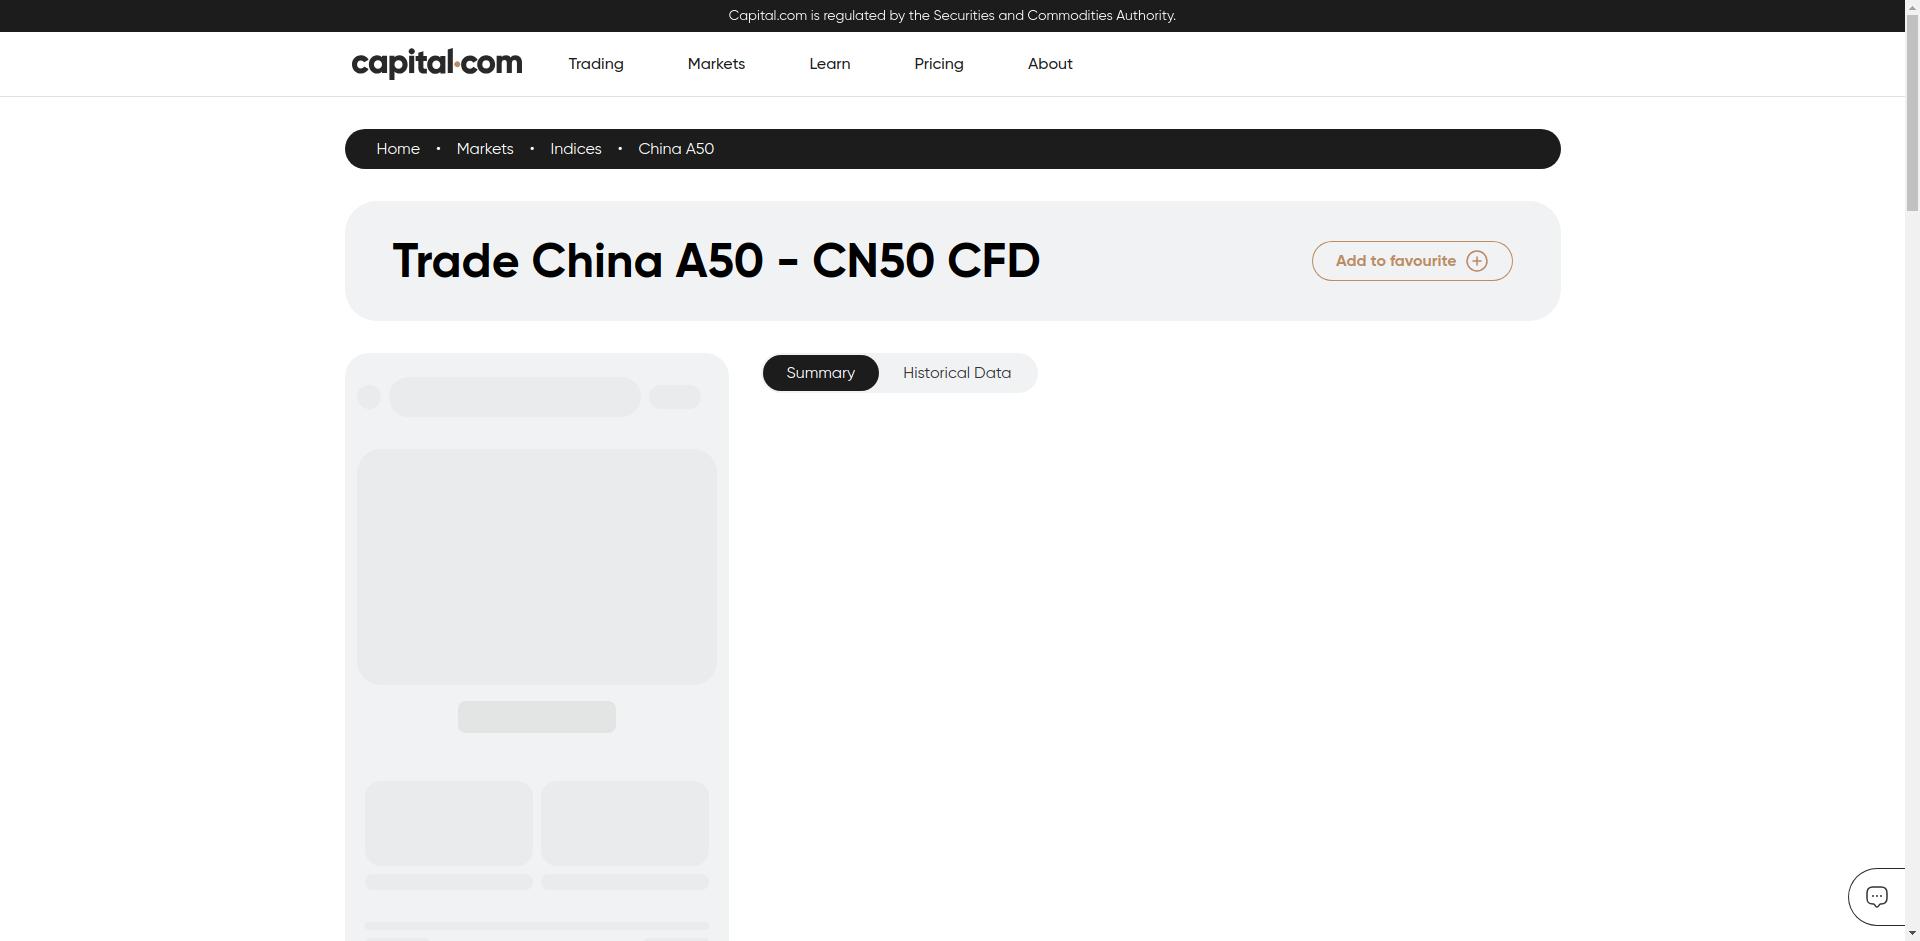 Capital.com is regulated by the Securities and Commodities Authority.
capital.com Trading Markets Learn Pricing About
Home • Markets • Indices • China A50
Trade China A50 - CN50 CFD
Add to favourite
Summary Historical Data